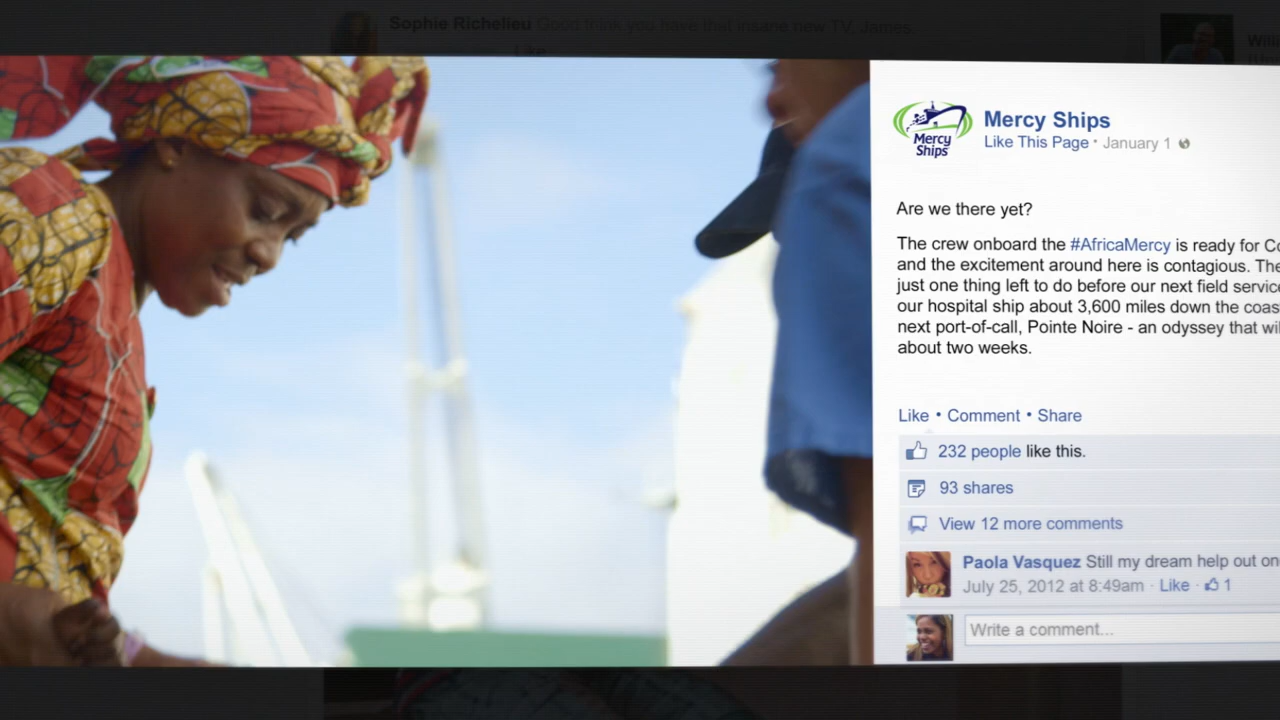 Sophie Richelieu Good think you have that insane new TV, James.
Like
Mercy Ships
Mercy
Ships
Like This Page · January 1
Are we there yet?
The crew onboard the #AfricaMercy is ready for Co
and the excitement around here is contagious. The
just one thing left to do before our next field service
our hospital ship about 3,600 miles down the coas
next port-of-call, Pointe Noire - an odyssey that wil
about two weeks.
Like • Comment • Share
232 people like this.
93 shares
View 12 more comments
Paola Vasquez Still my dream help out on
July 25, 2012 at 8:49am · Like · 1
Write a comment...